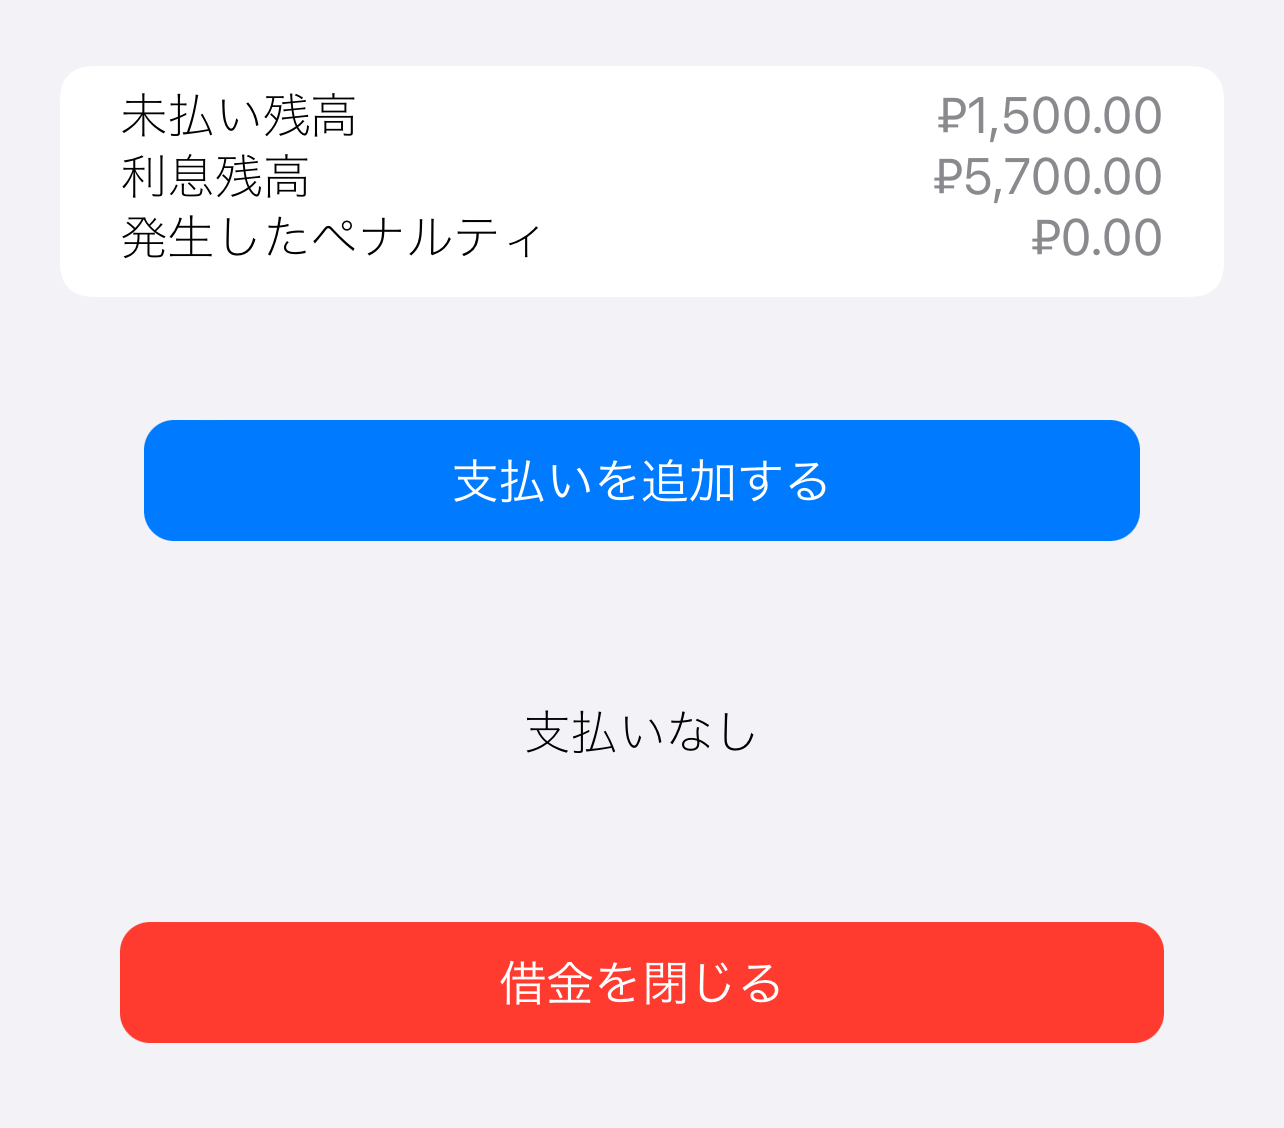 未払い残高 ₽1,500.00
利息残高 ₽5,700.00
発生したペナルティ ₽0.00
支払いを追加する
支払いなし
借金を閉じる